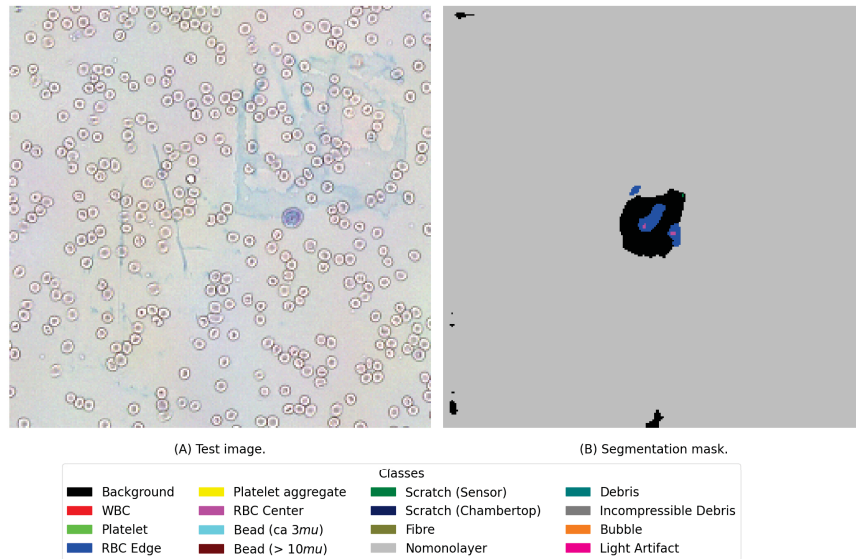 (A) Test image.
(B) Segmentation mask.
Classes
Background
WBC
Platelet
RBC Edge
Platelet aggregate
RBC Center
Bead (ca 3mu)
Bead (> 10mu)
Scratch (Sensor)
Scratch (Chambertop)
Fibre
Nomonolayer
Debris
Incompressible Debris
Bubble
Light Artifact